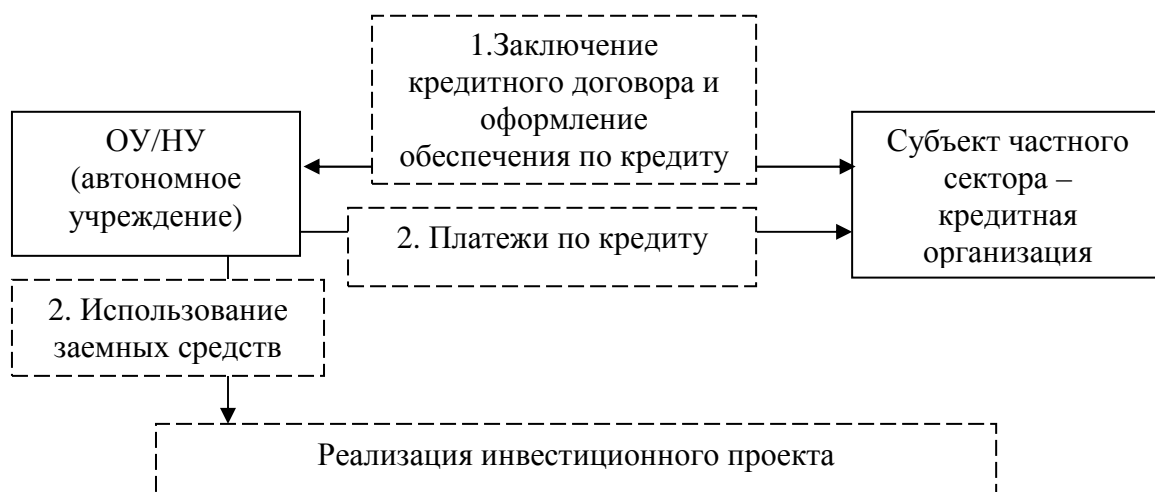 1.Заключение
кредитного договора и
оформление
обеспечения по кредиту
ОУ/НУ
(автономное
учреждение)
Субъект частного
сектора –
кредитная
организация
2. Платежи по кредиту
2. Использование
заемных средств
Реализация инвестиционного проекта